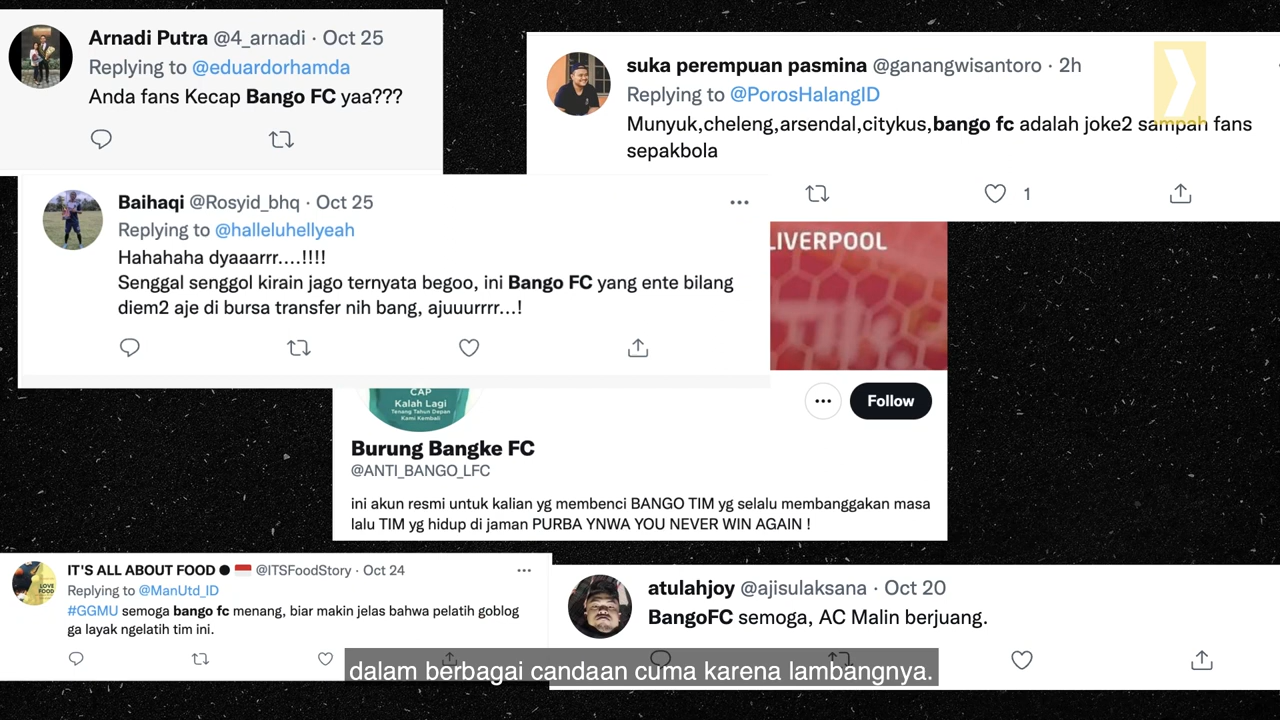 Arnadi Putra @4_arnadi · Oct 25
Replying to @eduardorhamda
Anda fans Kecap Bango FC yaa???
suka perempuan pasmina @ganangwisantoro · 2h
Replying to @PorosHalangID
Munyuk,cheleng,arsendal,citykus,bango fc adalah joke2 sampah fans
sepakbola
1
Baihaqi @Rosyid_bhq · Oct 25
Replying to @halleluhellyeah
Hahahaha dyaaarrr....!!!!
Senggal senggol kirain jago ternyata begoo, ini Bango FC yang ente bilang
diem2 aje di bursa transfer nih bang, ajuuurrrr...!
LIVERPOOL
CAP
Kalah Lagi
Tenang Tahun Depan
Kami Kembali
Follow
Burung Bangke FC
@ANTI_BANGO_LFC
ini akun resmi untuk kalian yg membenci BANGO TIM yg selalu membanggakan masa
lalu TIM yg hidup di jaman PURBA YNWA YOU NEVER WIN AGAIN !
IT'S ALL ABOUT FOOD @ITSFoodStory · Oct 24
Replying to @ManUtd_ID
#GGMU semoga bango fc menang, biar makin jelas bahwa pelatih goblog
ga layak ngelatih tim ini.
LOVE
FOOD
atulahjoy @ajisulaksana · Oct 20
BangoFC semoga, AC Malin berjuang.
dalam berbagai candaan cuma karena lambangnya.